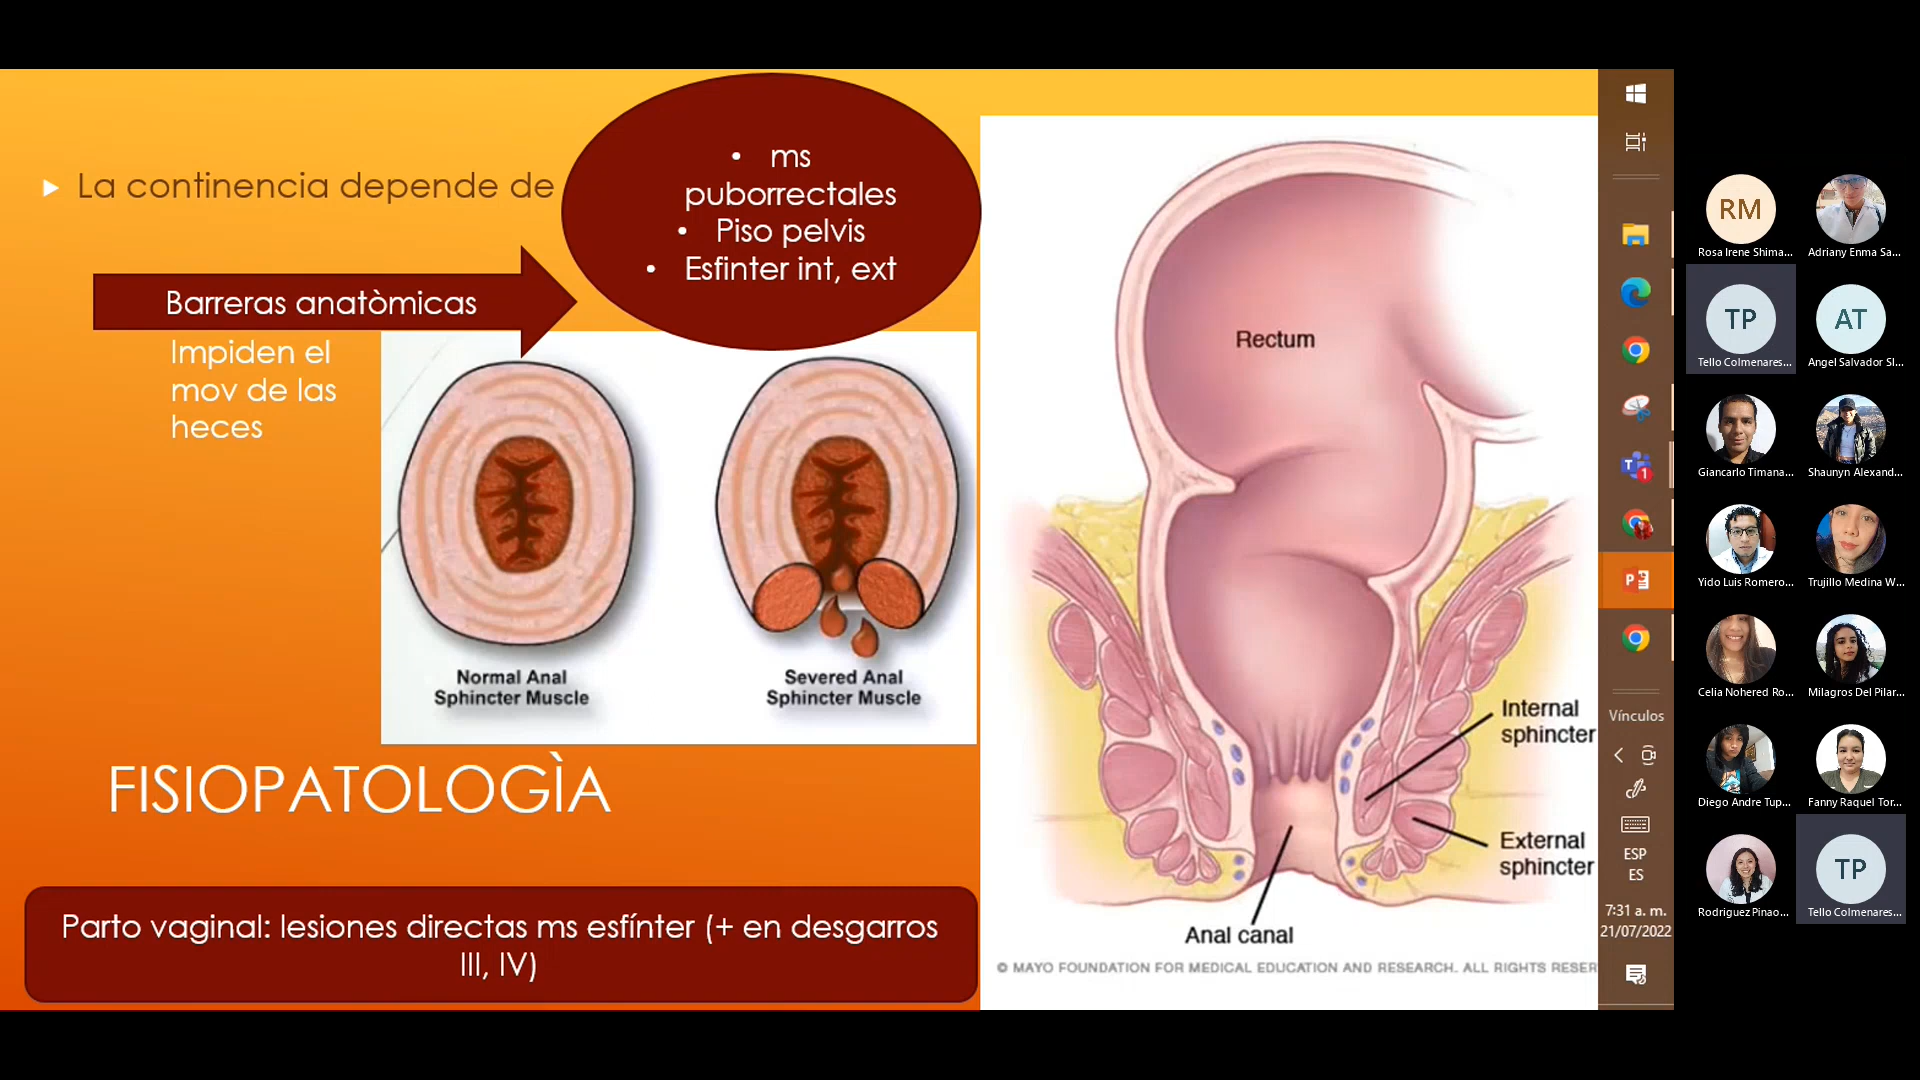 La continencia depende de
• ms
puborrectales
• Piso pelvis
• Esfinter int, ext
Barreras anatòmicas
Impiden el
mov de las
heces
Normal Anal
Sphincter Muscle
Severed Anal
Sphincter Muscle
FISIOPATOLOGÌA
Parto vaginal: lesiones directas ms esfínter (+ en desgarros
III, IV)
Rectum
Internal
sphincter
External
sphincter
Anal canal
© MAYO FOUNDATION FOR MEDICAL EDUCATION AND RESEARCH. ALL RIGHTS RESER
1
Vínculos
ESP
ES
7:31 a. m.
21/07/2022
RM
Rosa Irene Shima...
Adriany Enma Sa...
TP
Tello Colmenares...
AT
Angel Salvador Sl...
Giancarlo Timana...
Shaunyn Alexand...
Yido Luis Romero...
Trujillo Medina W...
Celia Nohered Ro...
Milagros Del Pilar...
Diego Andre Tup...
Fanny Raquel Tor...
Rodriguez Pinao...
TP
Tello Colmenares...